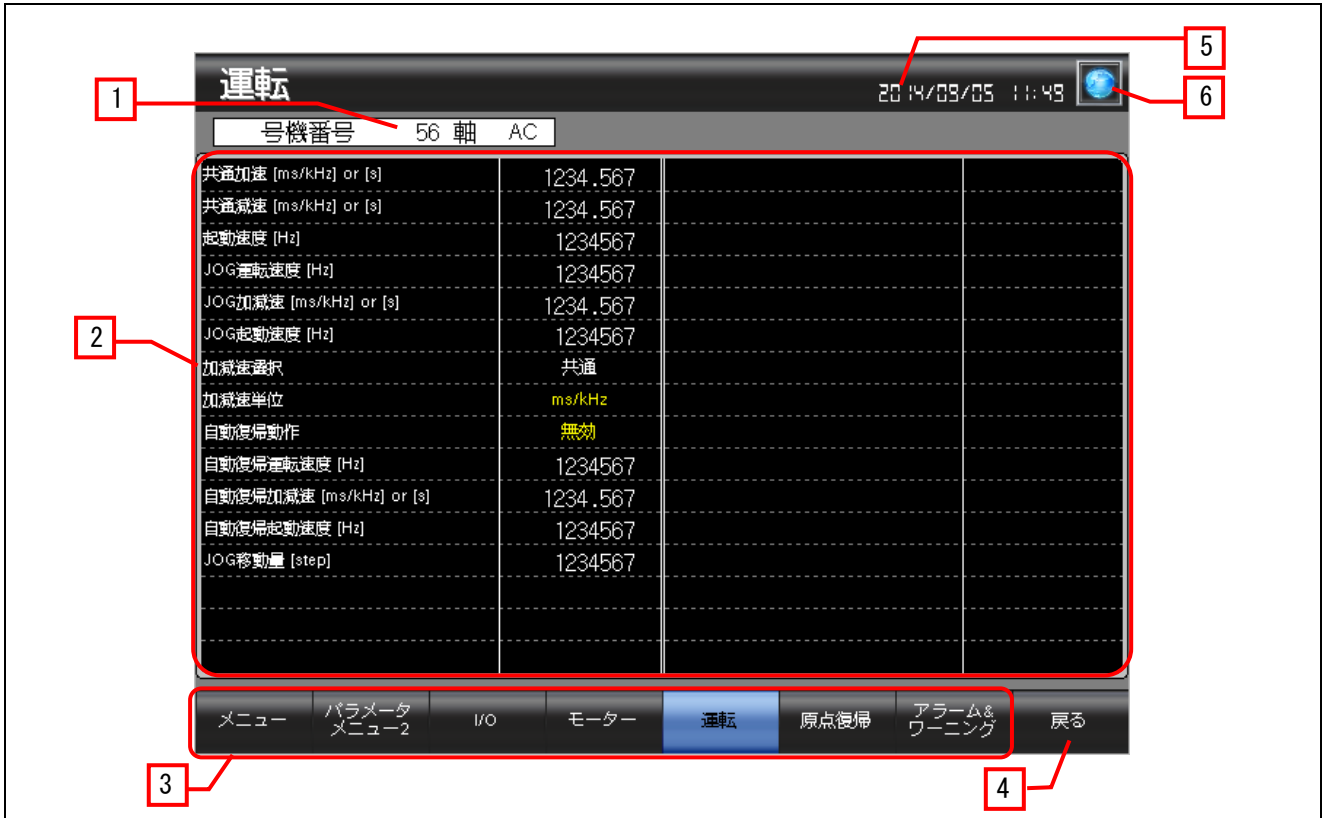 5
運転
2014/09/05 11:49
1
6
号機番号 56 軸 AC
共通加速 [ms/kHz] or [s] 1234.567
共通減速 [ms/kHz] or [s] 1234.567
起動速度 [Hz] 1234567
JOG運転速度 [Hz] 1234567
JOG加減速 [ms/kHz] or [s] 1234.567
2
JOG起動速度 [Hz] 1234567
加減速選択 共通
加減速単位 ms/kHz
自動復帰動作 無効
自動復帰運転速度 [Hz] 1234567
自動復帰加減速 [ms/kHz] or [s] 1234.567
自動復帰起動速度 [Hz] 1234567
JOG移動量 [step] 1234567
メニュー パラメータ I/O モーター 運転 原点復帰 アラーム& 戻る
メニュー2 ワーニング
3
4